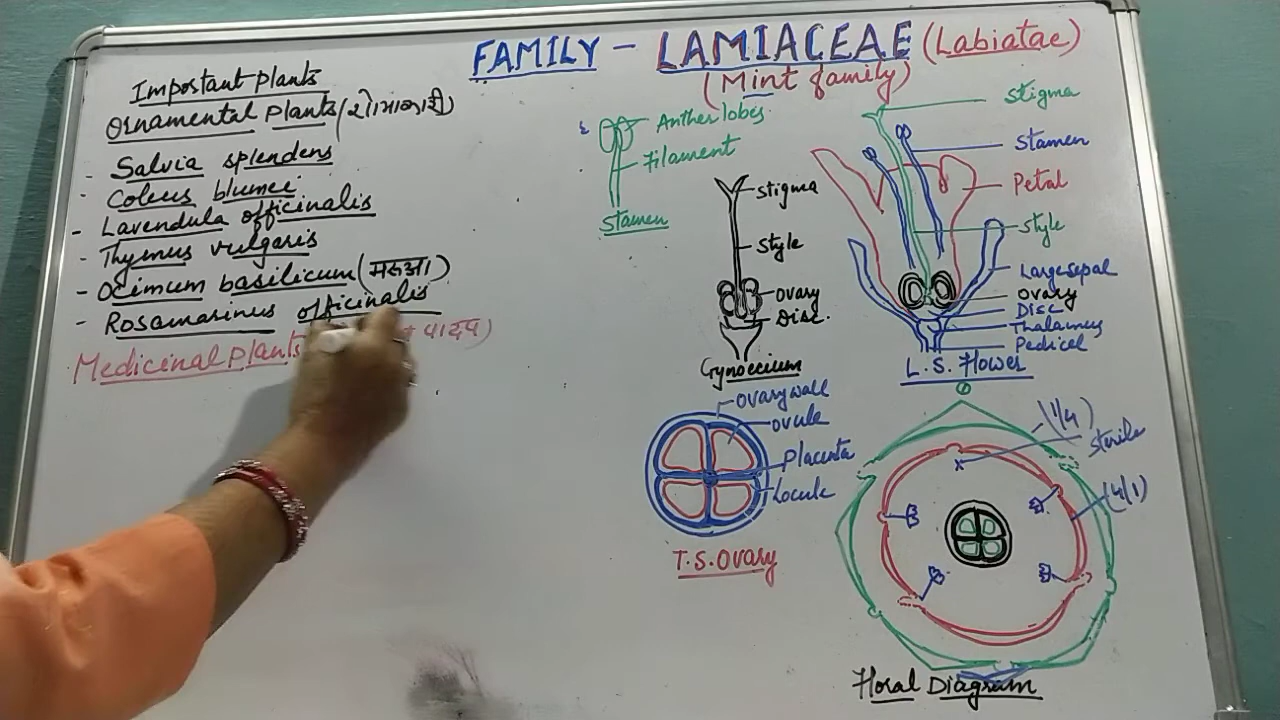 FAMILY - LAMIACEAE (Labiatae)
(Mint family)
Important Plants
Ornamental Plants (शोभाकारी)
- Salvia splendens
- Coleus blumei
- Lavendula officinalis
- Thymus vulgaris
- Ocimum basilicum (मरूआ)
- Rosamarinus officinalis
Medicinal Plants पादप)
Anther lobes
Filament
Stamen
Stigma
Style
Ovary
Disc.
Gynoecium
Stigma
Stamen
Petal
Style
Large sepal
Ovary
Disc
Thalamus
Pedicel
L.S. Flower
Ovary wall
Ovule
Placenta
Locule
T.S. Ovary
(1/4)
Sterile
(4/1)
Floral Diagram